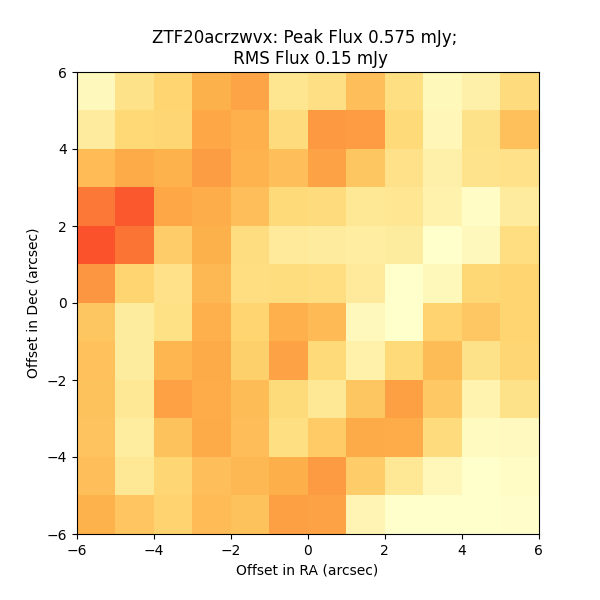 ZTF20acrzwvx: Peak Flux 0.575 mJy;
RMS Flux 0.15 mJy
6
4
2
0
−2
−4
−6
Offset in Dec (arcsec)
−6 −4 −2 0 2 4 6
Offset in RA (arcsec)